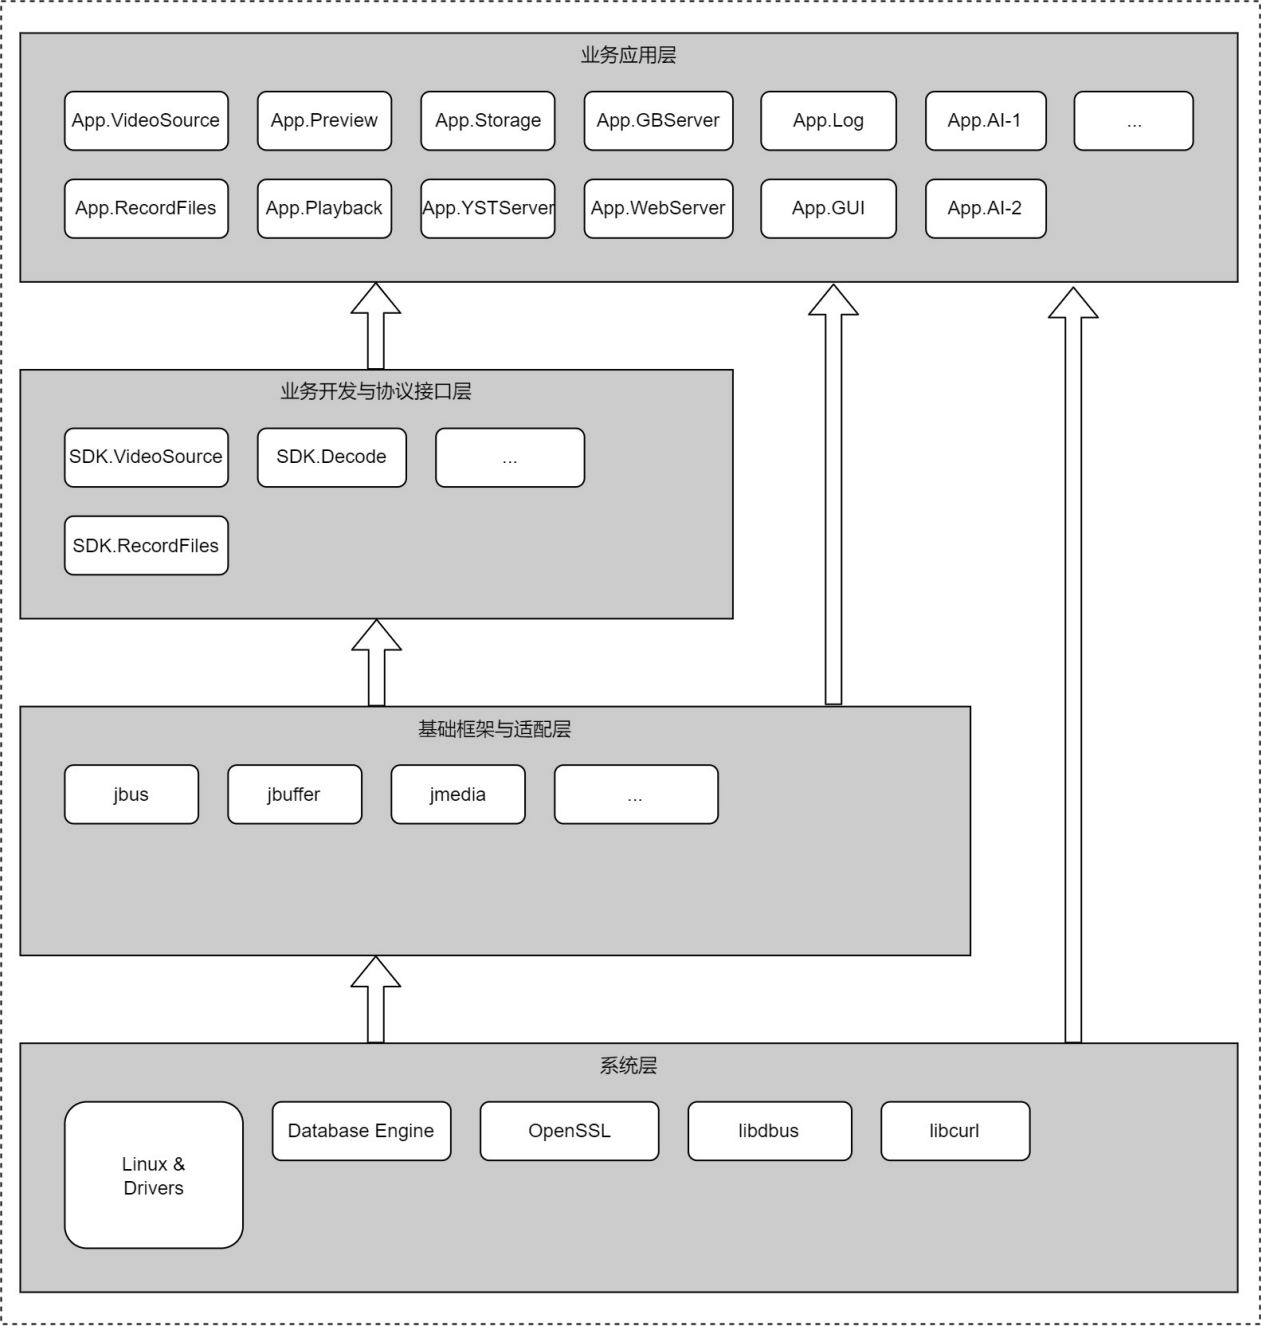 业务应用层
App.VideoSource
App.Preview
App.Storage
App.GBServer
App.Log
App.AI-1
...
App.RecordFiles
App.Playback
App.YSTServer
App.WebServer
App.GUI
App.AI-2
业务开发与协议接口层
SDK.VideoSource
SDK.Decode
...
SDK.RecordFiles
基础框架与适配层
jbus
jbuffer
jmedia
...
系统层
Linux &
Drivers
Database Engine
OpenSSL
libdbus
libcurl